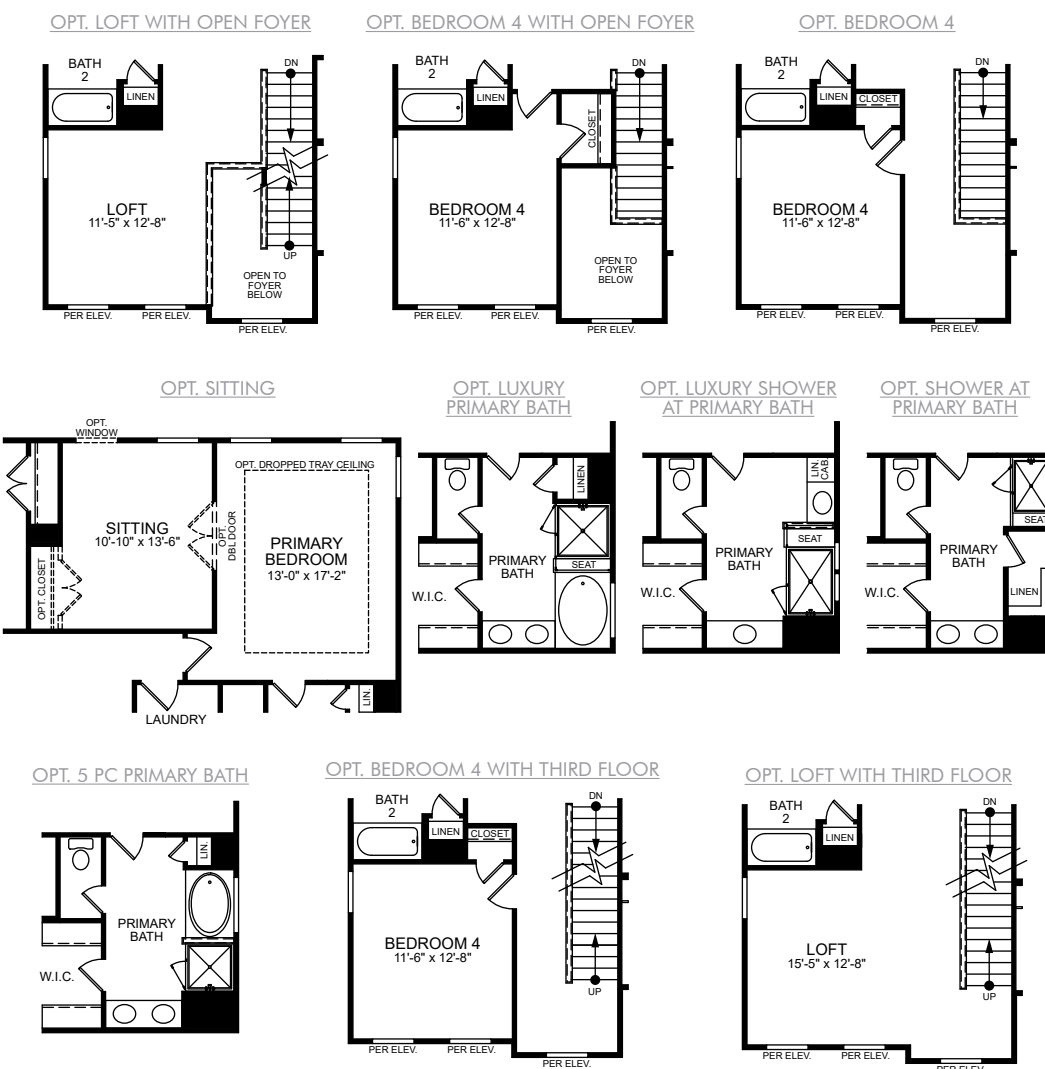 OPT. LOFT WITH OPEN FOYER
BATH
2
LINEN
DN
LOFT
11'-5" x 12'-8"
UP
OPEN TO
FOYER
BELOW
PER ELEV.
PER ELEV.
PER ELEV.
OPT. BEDROOM 4 WITH OPEN FOYER
BATH
2
LINEN
DN
CLOSET
BEDROOM 4
11'-6" x 12'-8"
OPEN TO
FOYER
BELOW
PER ELEV.
PER ELEV.
PER ELEV.
OPT. BEDROOM 4
BATH
2
LINEN
CLOSET
DN
BEDROOM 4
11'-6" x 12'-8"
PER ELEV.
PER ELEV.
PER ELEV.
OPT. SITTING
OPT.
WINDOW
OPT. DROPPED TRAY CEILING
SITTING
10'-10" x 13'-6"
OPT.
DBL DOOR
PRIMARY
BEDROOM
13'-0" x 17'-2"
OPT. CLOSET
LIN.
LAUNDRY
OPT. LUXURY
PRIMARY BATH
LINEN
PRIMARY
BATH
SEAT
W.I.C.
OPT. LUXURY SHOWER
AT PRIMARY BATH
LIN.
CAB.
SEAT
PRIMARY
BATH
W.I.C.
OPT. SHOWER AT
PRIMARY BATH
SEAT
PRIMARY
BATH
LINEN
W.I.C.
OPT. 5 PC PRIMARY BATH
LIN.
PRIMARY
BATH
W.I.C.
OPT. BEDROOM 4 WITH THIRD FLOOR
BATH
2
LINEN
CLOSET
DN
BEDROOM 4
11'-6" x 12'-8"
UP
PER ELEV.
PER ELEV.
PER ELEV.
OPT. LOFT WITH THIRD FLOOR
BATH
2
LINEN
DN
LOFT
15'-5" x 12'-8"
UP
PER ELEV.
PER ELEV.
PER ELEV.